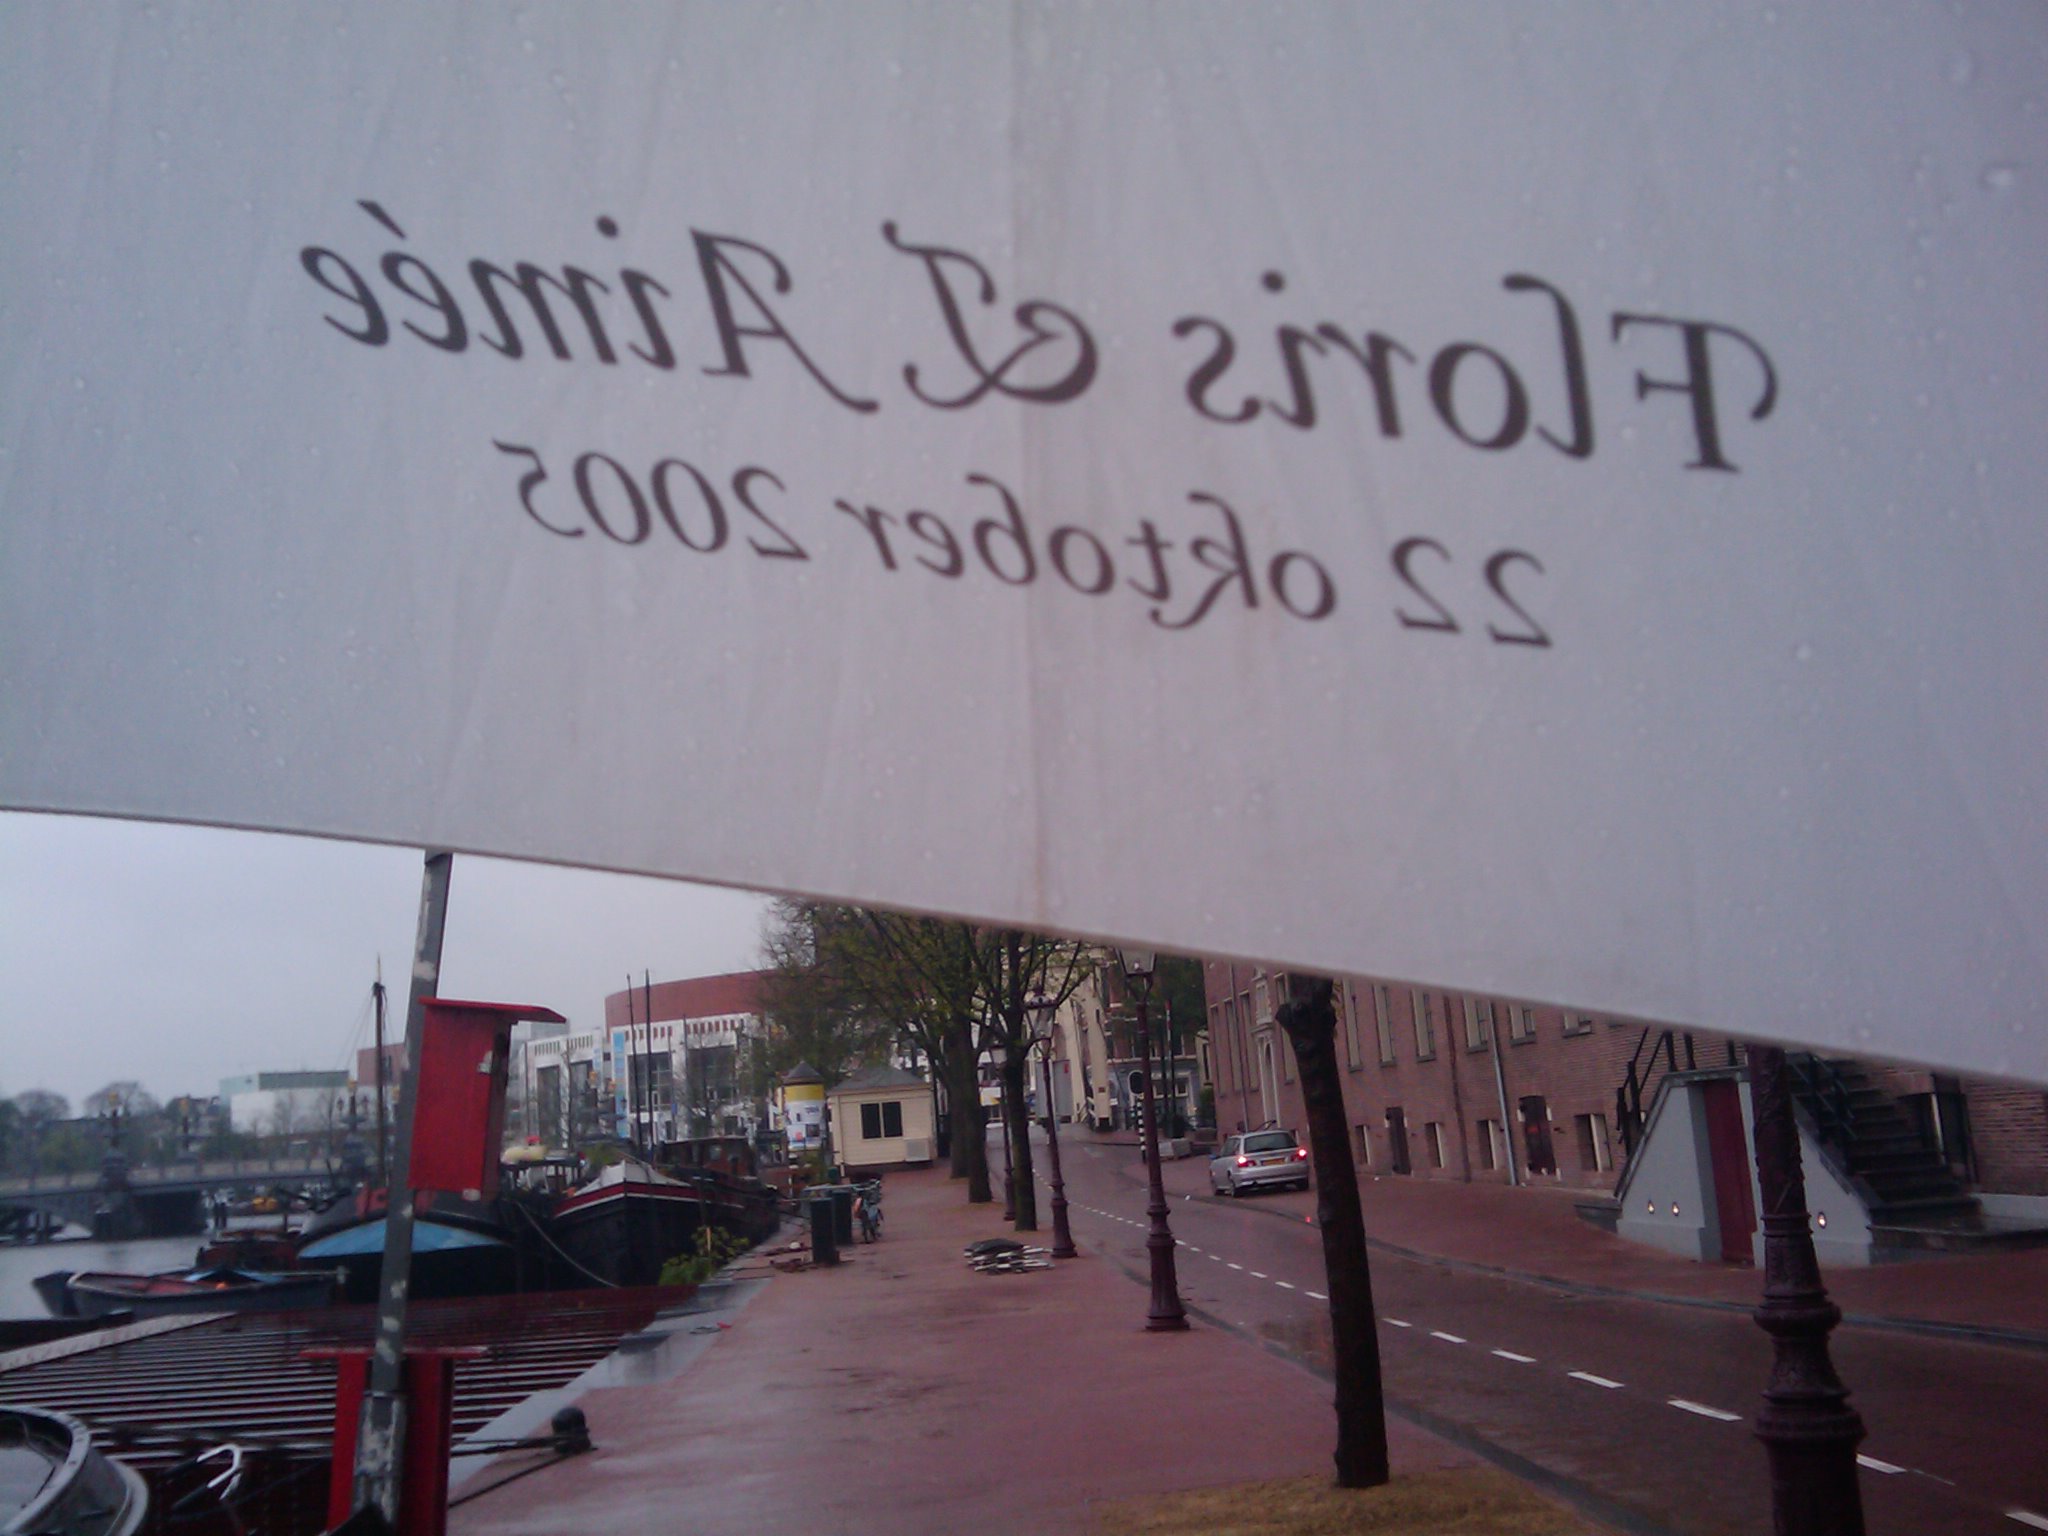 Floris & Aimée
22 oktober 2005